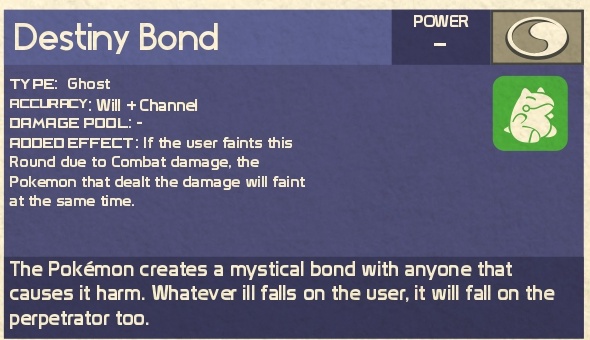 Destiny Bond
POWER
–
TYPE: Ghost
ACCURACY: Will + Channel
DAMAGE POOL: -
ADDED EFFECT: If the user faints this
Round due to Combat damage, the
Pokemon that dealt the damage will faint
at the same time.
The Pokémon creates a mystical bond with anyone that
causes it harm. Whatever ill falls on the user, it will fall on the
perpetrator too.